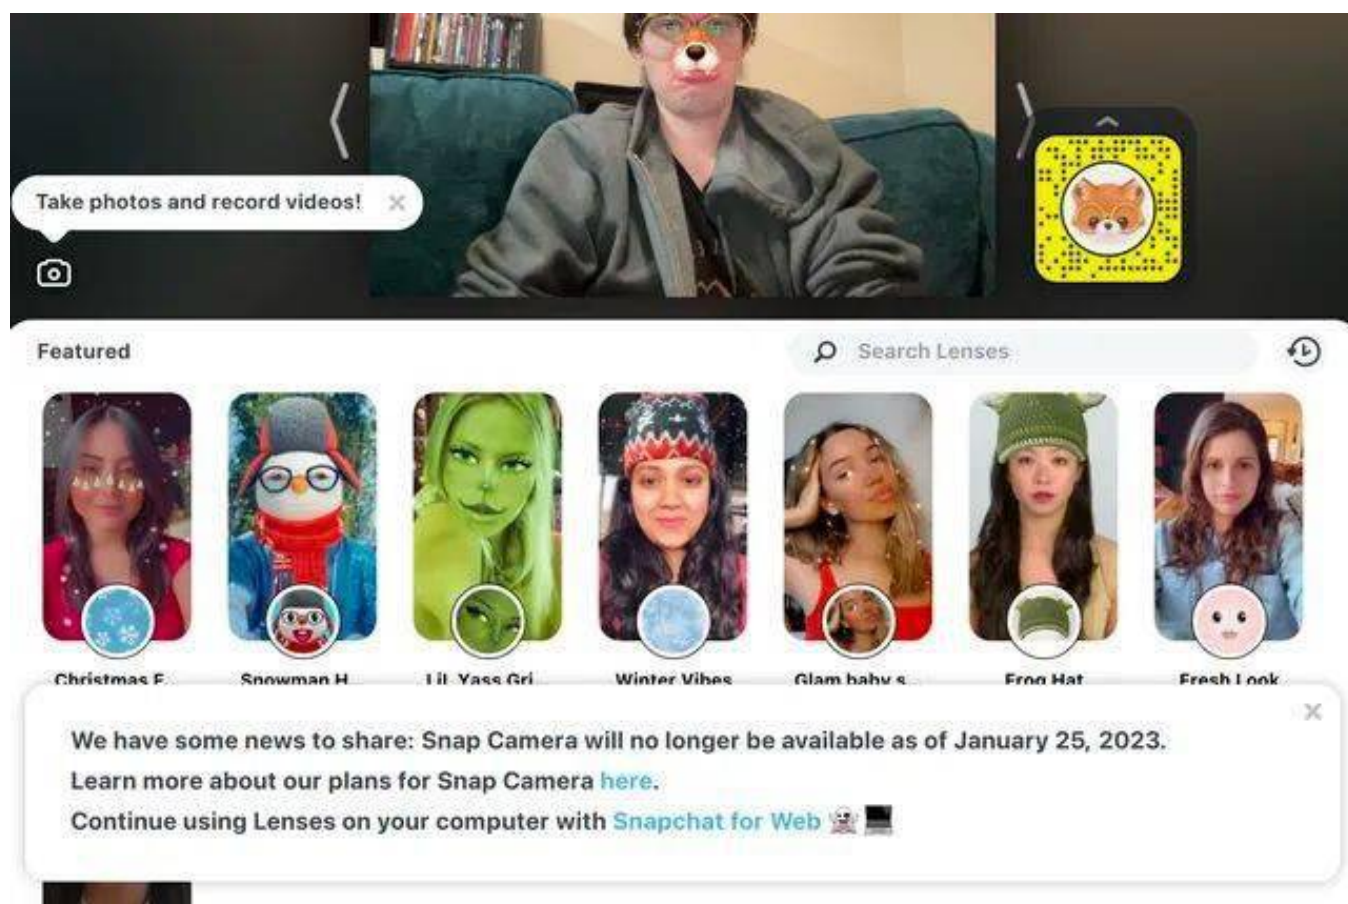 Take photos and record videos!
Featured
Search Lenses
Christmas F...
Snowman H...
Lil Yass Gri...
Winter Vibes
Glam baby s...
Frog Hat
Fresh Look
We have some news to share: Snap Camera will no longer be available as of January 25, 2023.
Learn more about our plans for Snap Camera here.
Continue using Lenses on your computer with Snapchat for Web 👻 💻